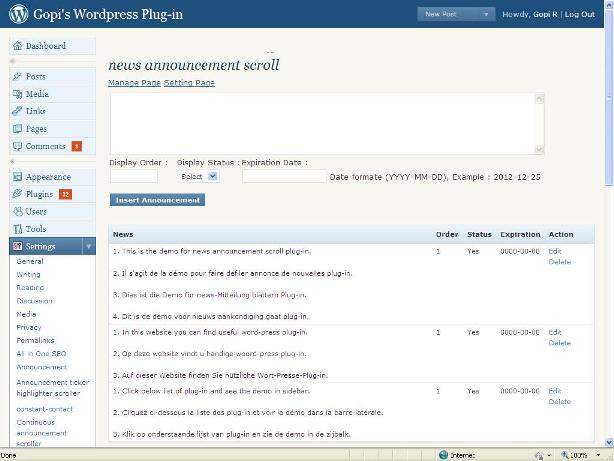 Gopi's Wordpress Plug-in
New Post
Howdy, Gopi R | Log Out
Dashboard
Posts
Media
Links
Pages
Comments
Appearance
Plugins
Users
Tools
Settings
General
Writing
Reading
Discussion
Media
Privacy
Permalinks
All in One SEO
Announcement
Announcement ticker
highlighter scroller
constant-contact
Continuous
announcement
scroller
news announcement scroll
Manage Page Setting Page
Display Order : Display Status : Expiration Date :
Select Date formate (YYYY-MM-DD), Example : 2012-12-25
Insert Announcement
News Order Status Expiration Action
1. This is the demo for news announcement scroll plug-in. 1 Yes 0000-00-00 Edit
Delete
2. Il s'agit de la démo pour faire défiler annonce de nouvelles plug-in.
3. Dies ist die Demo für news-Mitteilung blättern Plug-in.
4. Dit is de demo voor nieuws aankondiging gaat plug-in.
1. In this website you can find useful word-press plug-in. 1 Yes 0000-00-00 Edit
Delete
2. Op deze website vindt u handige woord-press plug-in.
3. Auf dieser Website finden Sie nützliche Wort-Presse-Plug-in.
1. Click below list of plug-in and see the demo in sidebar. 1 Yes 0000-00-00 Edit
Delete
2. Cliquez ci-dessous la liste des plug-in et voir la démo dans la barre latérale.
3. Klik op onderstaande lijst van plug-in en zie de demo in de zijbalk.
Done Internet 100%